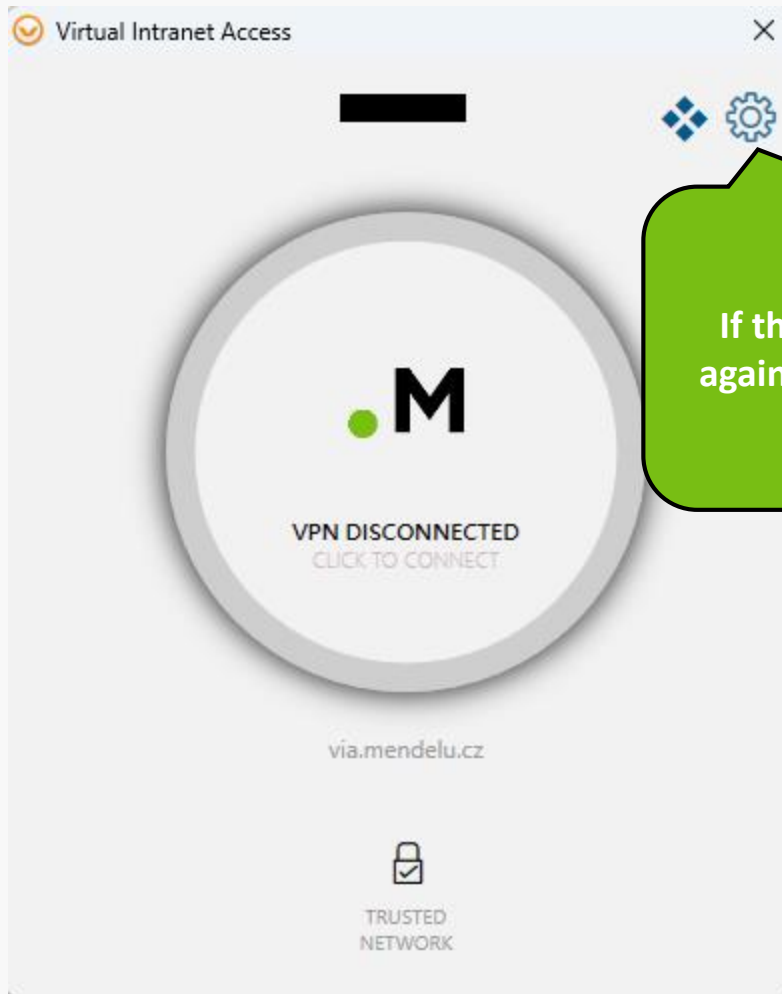 Virtual Intranet Access
If th
again
.M
VPN DISCONNECTED
CLICK TO CONNECT
via.mendelu.cz
TRUSTED
NETWORK